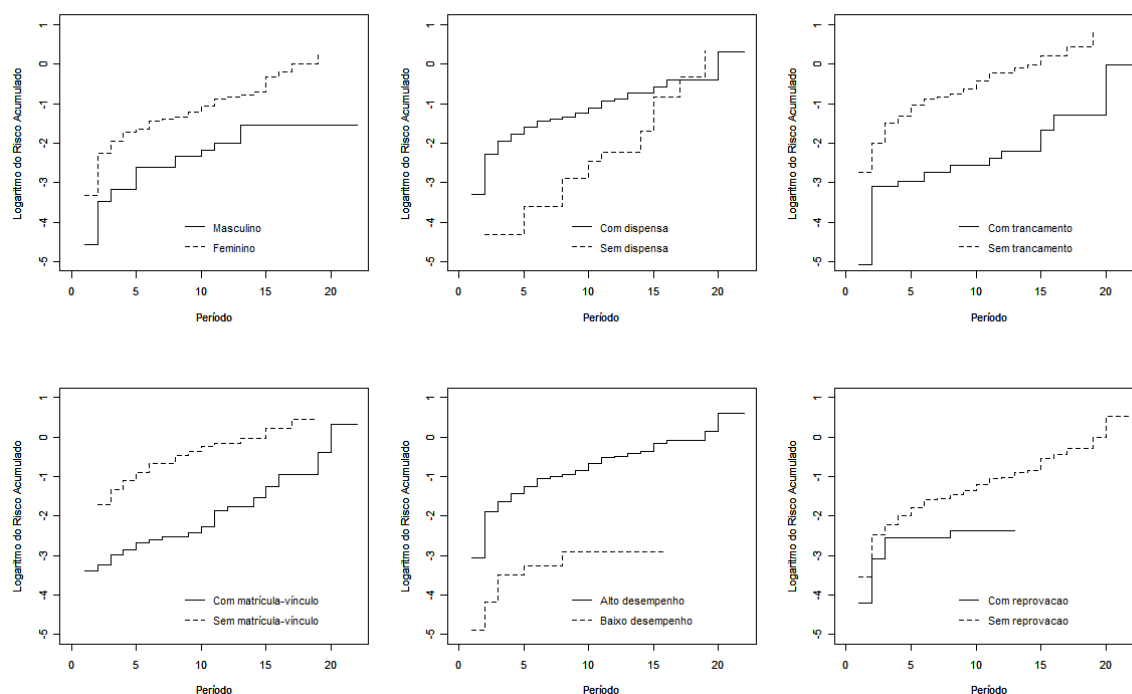 Logaritmo do Risco Acumulado
1
0
-1
-2
-3
-4
-5
Masculino
Feminino
0 5 10 15 20
Período
Logaritmo do Risco Acumulado
1
0
-1
-2
-3
-4
-5
Com dispensa
Sem dispensa
0 5 10 15 20
Período
Logaritmo do Risco Acumulado
1
0
-1
-2
-3
-4
-5
Com trancamento
Sem trancamento
0 5 10 15 20
Período
Logaritmo do Risco Acumulado
1
0
-1
-2
-3
-4
-5
Com matrícula-vínculo
Sem matrícula-vínculo
0 5 10 15 20
Período
Logaritmo do Risco Acumulado
1
0
-1
-2
-3
-4
-5
Alto desempenho
Baixo desempenho
0 5 10 15 20
Período
Logaritmo do Risco Acumulado
1
0
-1
-2
-3
-4
-5
Com reprovacao
Sem reprovacao
0 5 10 15 20
Período